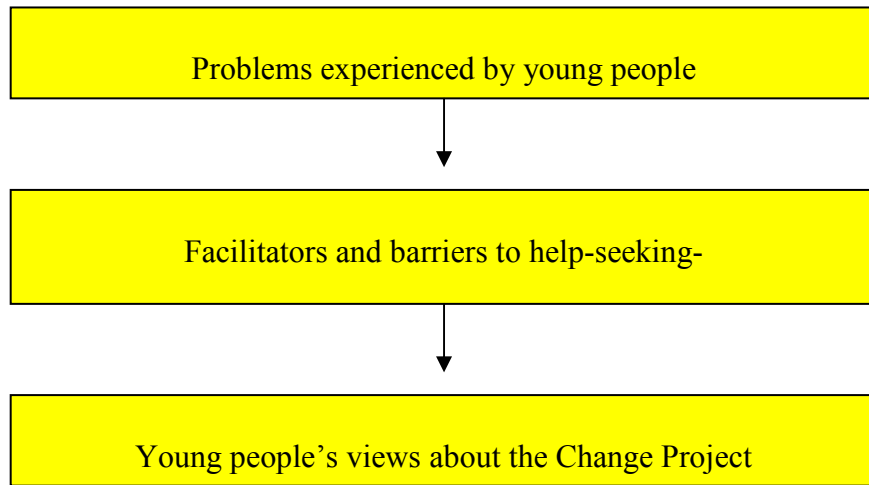 Problems experienced by young people
Facilitators and barriers to help-seeking-
Young people’s views about the Change Project